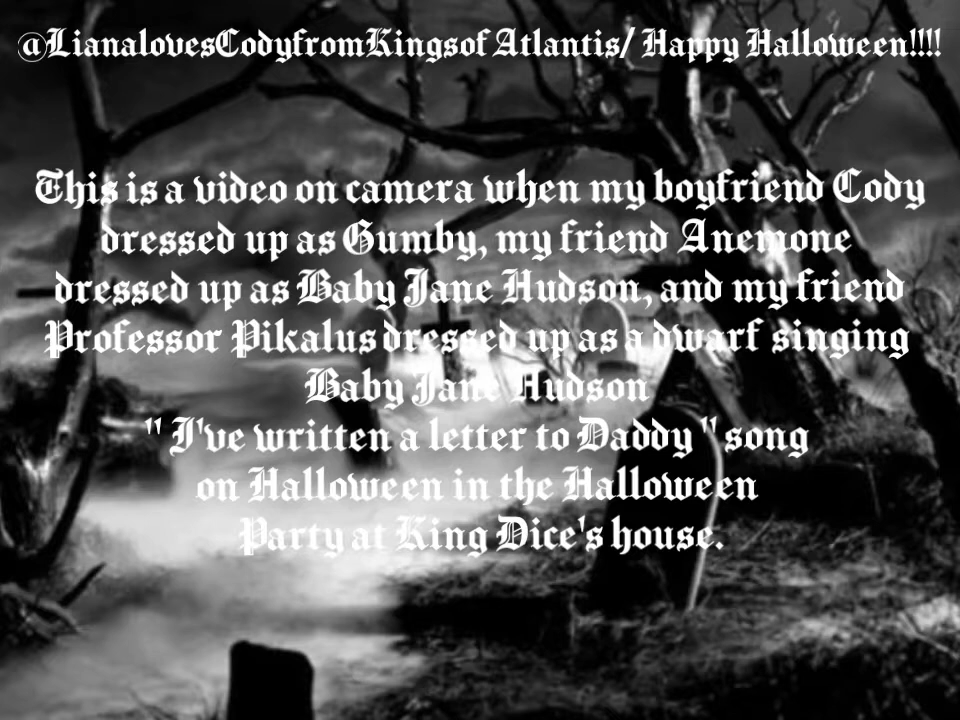 @LianalovesCodyfromKingsof Atlantis/ Happy Halloween!!!!
This is a video on camera when my boyfriend Cody
dressed up as Gumby, my friend Anemone
dressed up as Baby Jane Hudson, and my friend
Professor Pikalus dressed up as a dwarf singing
Baby Jane Hudson
" I've written a letter to Daddy " song
on Halloween in the Halloween
Party at King Dice's house.